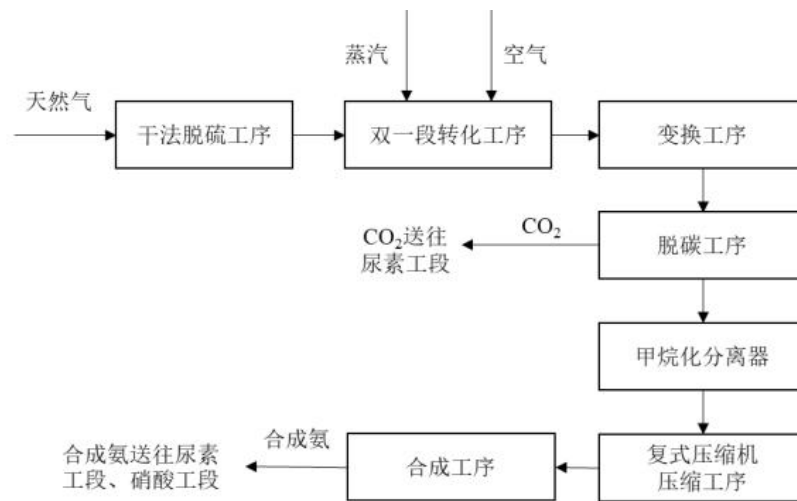 蒸汽
空气
天然气
干法脱硫工序
双一段转化工序
变换工序
CO₂送往
尿素工段
CO₂
脱碳工序
甲烷化分离器
合成氨送往尿素
工段、硝酸工段
合成氨
合成工序
复式压缩机
压缩工序